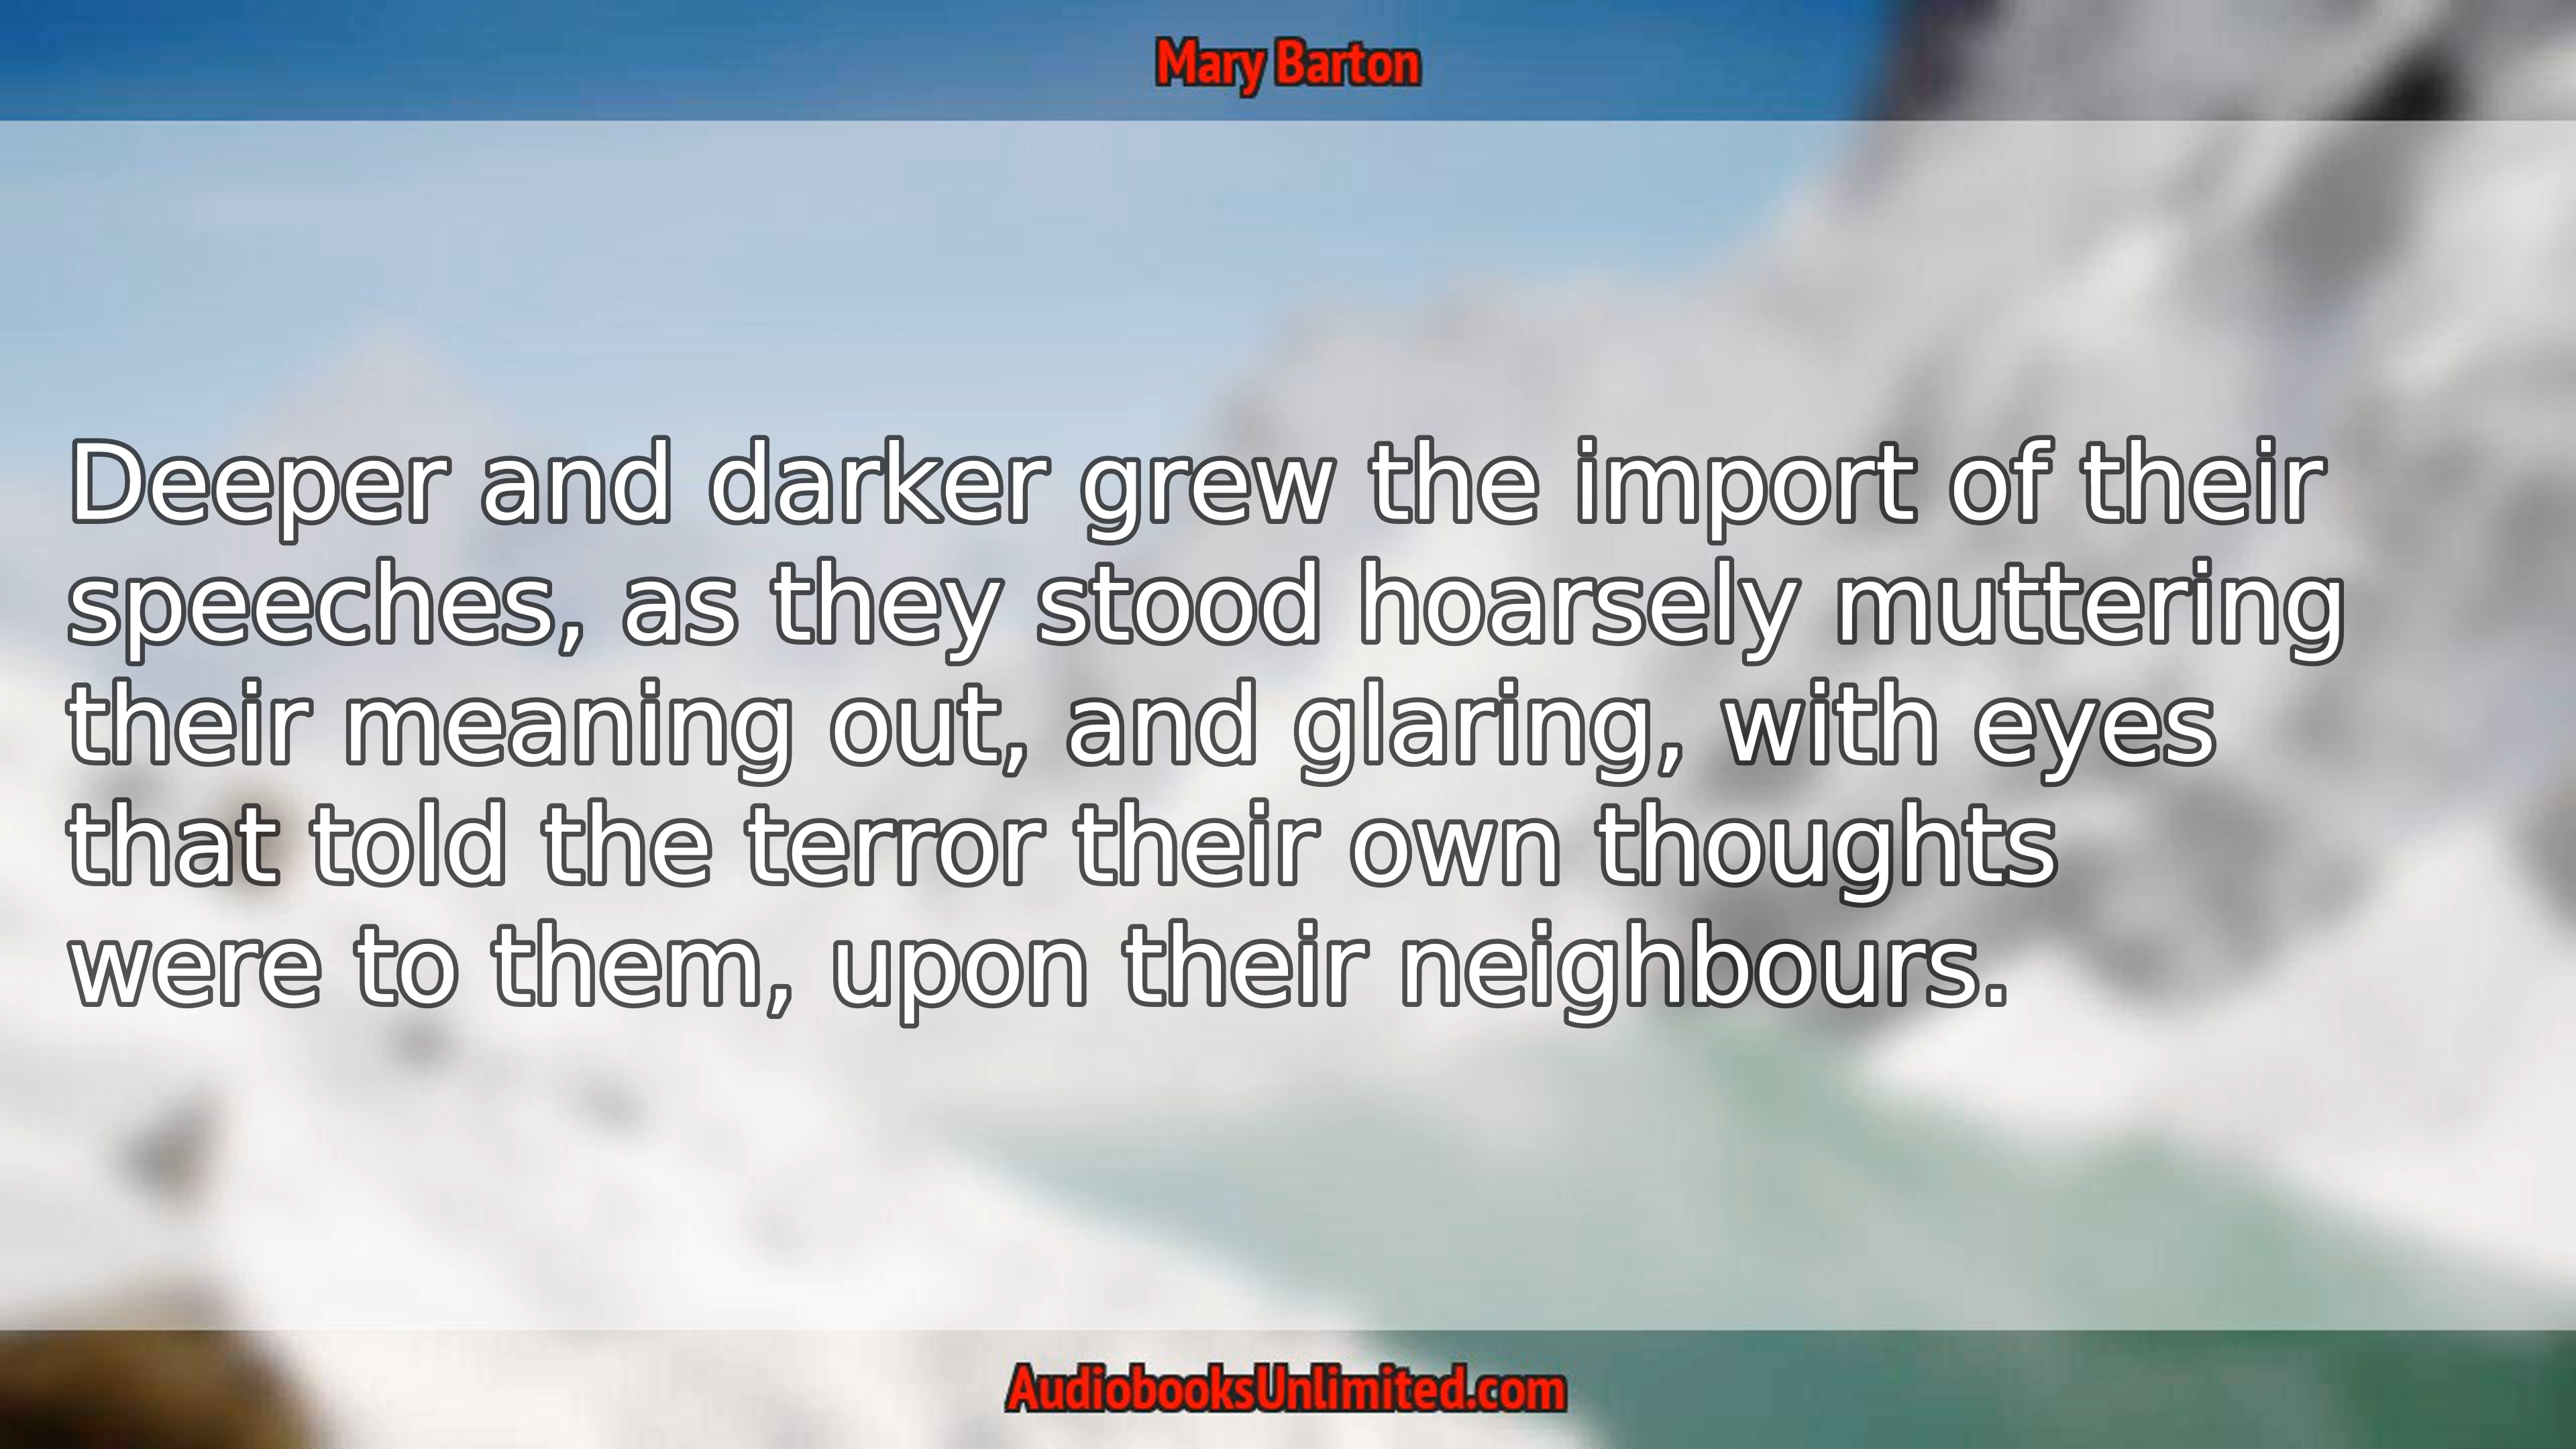 Mary Barton
Deeper and darker grew the import of their
speeches, as they stood hoarsely muttering
their meaning out, and glaring, with eyes
that told the terror their own thoughts
were to them, upon their neighbours.
AudiobooksUnlimited.com